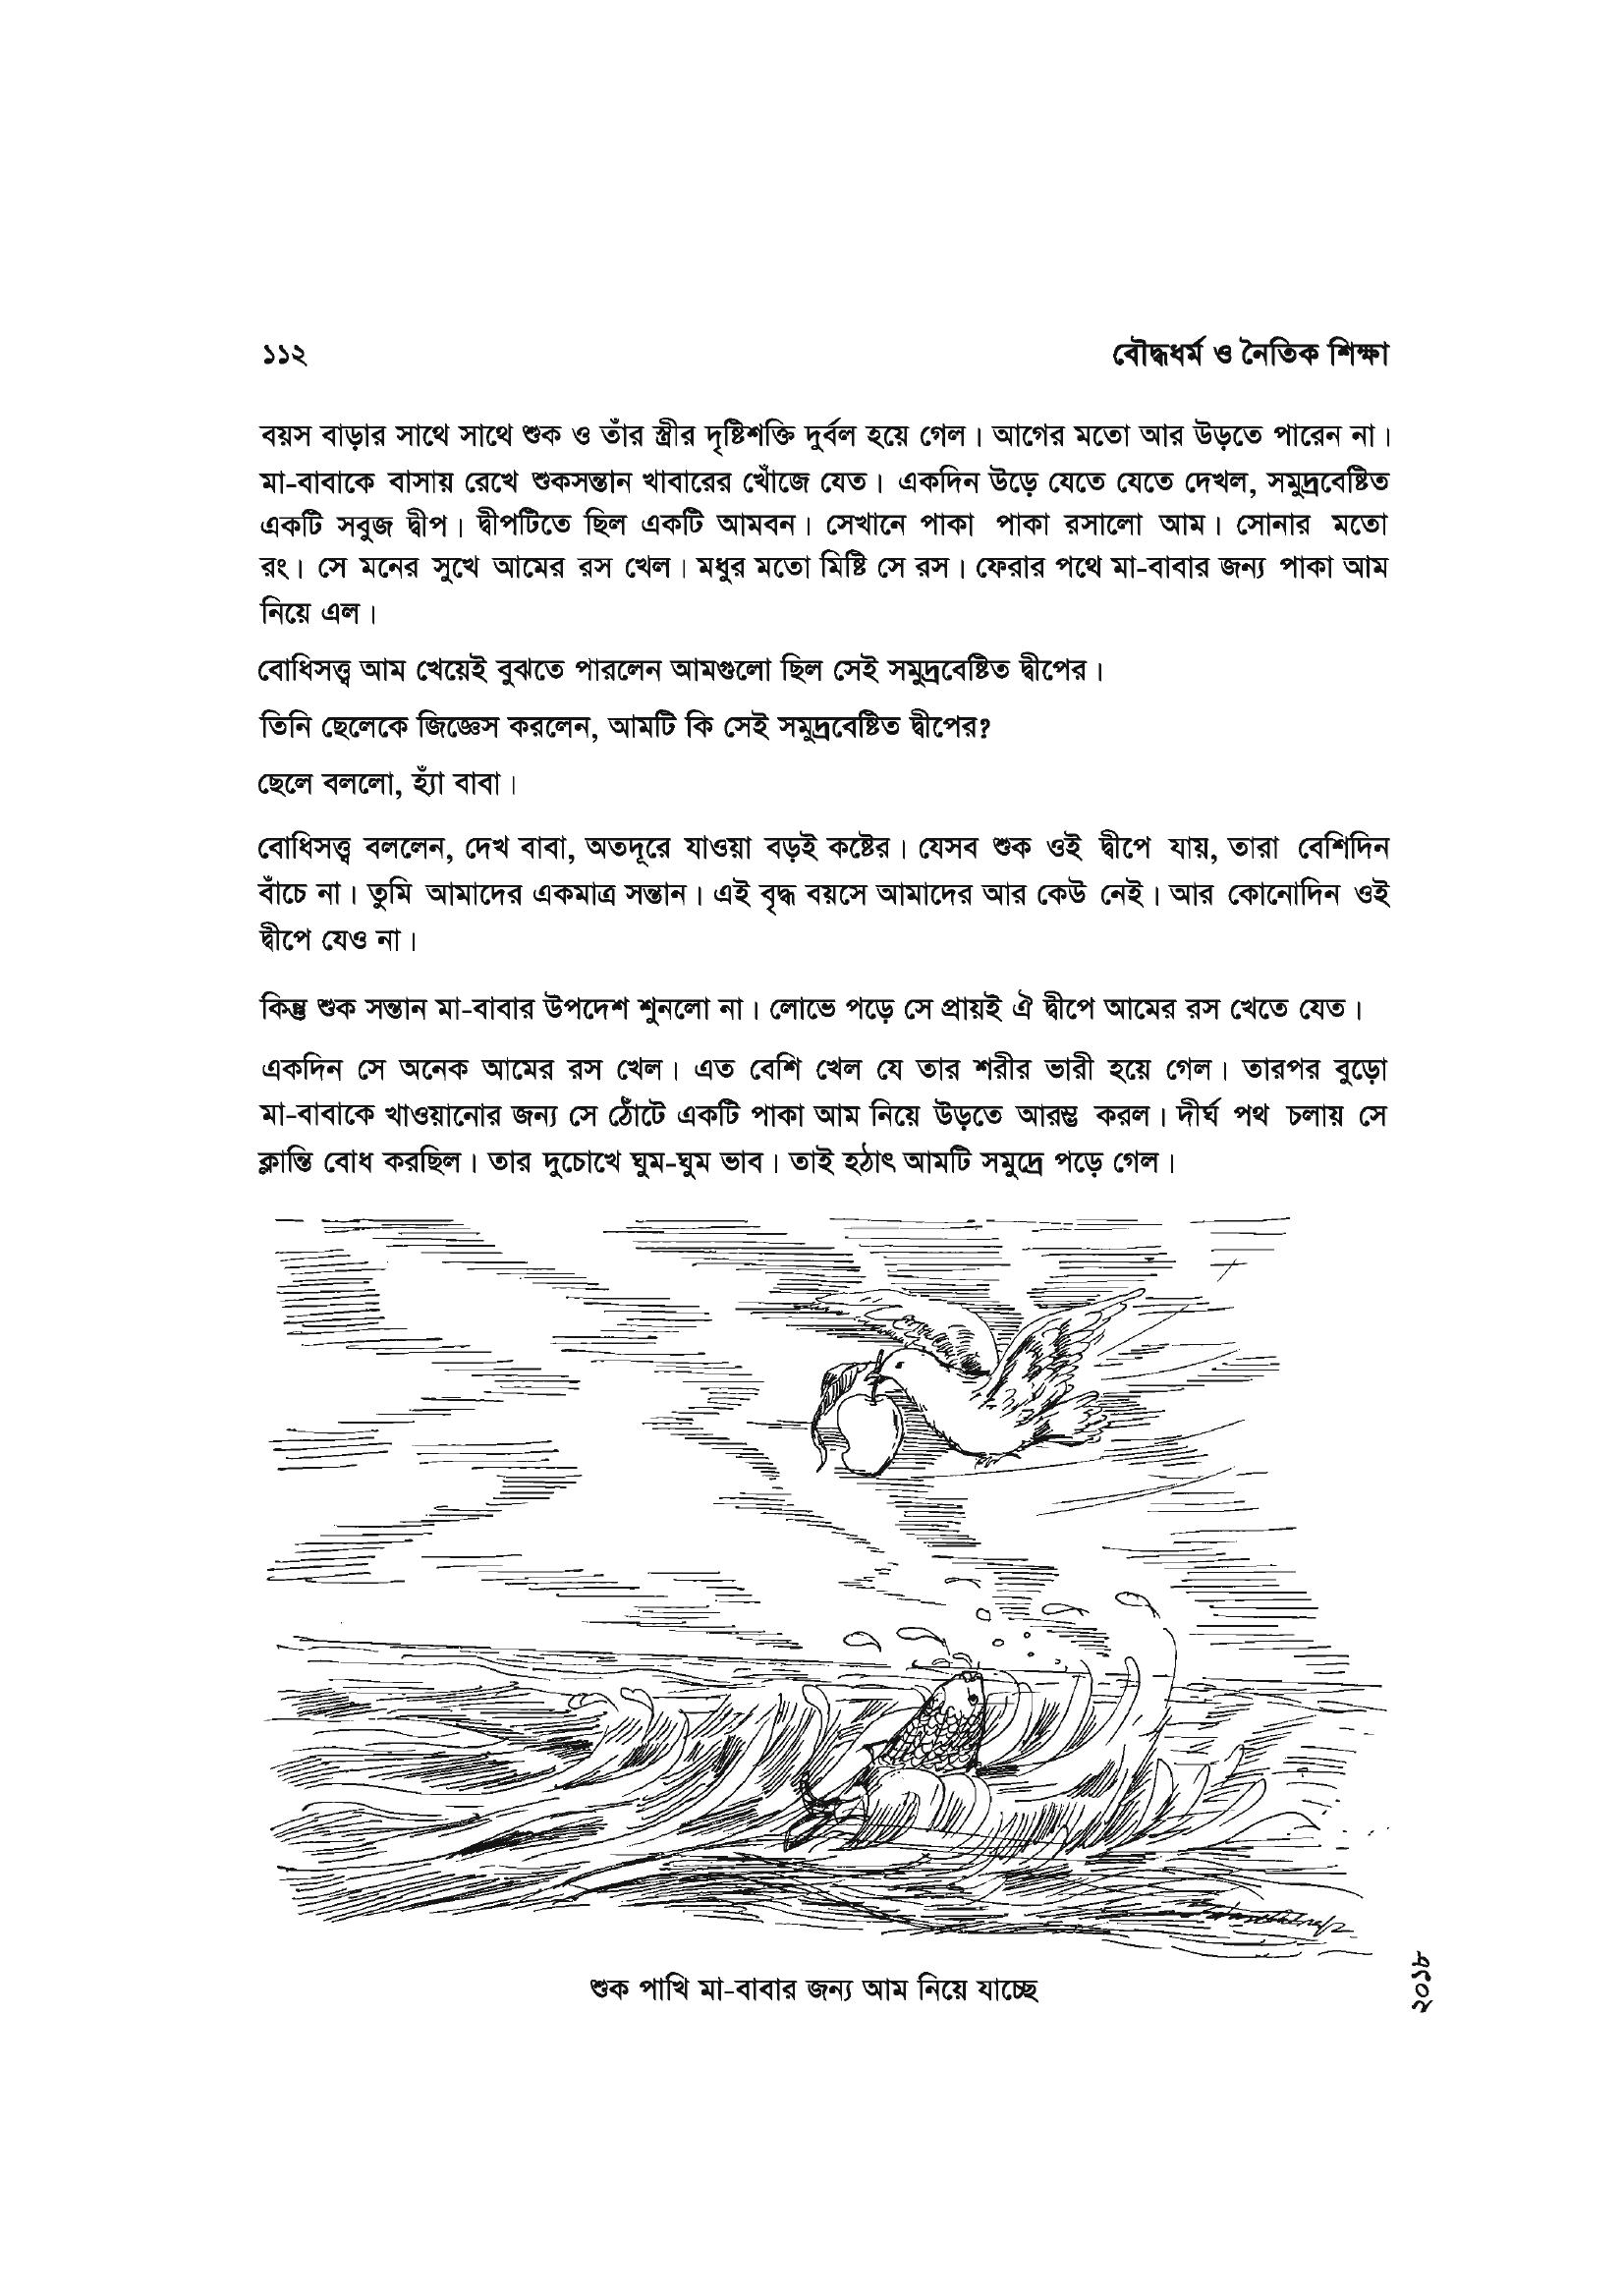 ১১২ বৌদ্ধধর্ম ও নৈতিক শিক্ষা
বয়স বাড়ার সাথে সাথে শুক ও তাঁর স্ত্রীর দৃষ্টিশক্তি দুর্বল হয়ে গেল। আগের মতো আর উড়তে পারেন না।
মা-বাবাকে বাসায় রেখে শুকসন্তান খাবারের খোঁজে যেত। একদিন উড়ে যেতে যেতে দেখল, সমুদ্রবেষ্টিত
একটি সবুজ দ্বীপ। দ্বীপটিতে ছিল একটি আমবন। সেখানে পাকা পাকা রসালো আম। সোনার মতো
রং। সে মনের সুখে আমের রস খেল। মধুর মতো মিষ্টি সে রস। ফেরার পথে মা-বাবার জন্য পাকা আম
নিয়ে এল।
বোধিসত্ত্ব আম খেয়েই বুঝতে পারলেন আমগুলো ছিল সেই সমুদ্রবেষ্টিত দ্বীপের।
তিনি ছেলেকে জিজ্ঞেস করলেন, আমটি কি সেই সমুদ্রবেষ্টিত দ্বীপের?
ছেলে বললো, হ্যাঁ বাবা।
বোধিসত্ত্ব বললেন, দেখ বাবা, অতদূরে যাওয়া বড়ই কষ্টের। যেসব শুক ওই দ্বীপে যায়, তারা বেশিদিন
বাঁচে না। তুমি আমাদের একমাত্র সন্তান। এই বৃদ্ধ বয়সে আমাদের আর কেউ নেই। আর কোনোদিন ওই
দ্বীপে যেও না।
কিন্তু শুক সন্তান মা-বাবার উপদেশ শুনলো না। লোভে পড়ে সে প্রায়ই ঐ দ্বীপে আমের রস খেতে যেত।
একদিন সে অনেক আমের রস খেল। এত বেশি খেল যে তার শরীর ভারী হয়ে গেল। তারপর বুড়ো
মা-বাবাকে খাওয়ানোর জন্য সে ঠোঁটে একটি পাকা আম নিয়ে উড়তে আরম্ভ করল। দীর্ঘ পথ চলায় সে
ক্লান্তি বোধ করছিল। তার দুচোখে ঘুম-ঘুম ভাব। তাই হঠাৎ আমটি সমুদ্রে পড়ে গেল।
শুক পাখি মা-বাবার জন্য আম নিয়ে যাচ্ছে
২০১৮